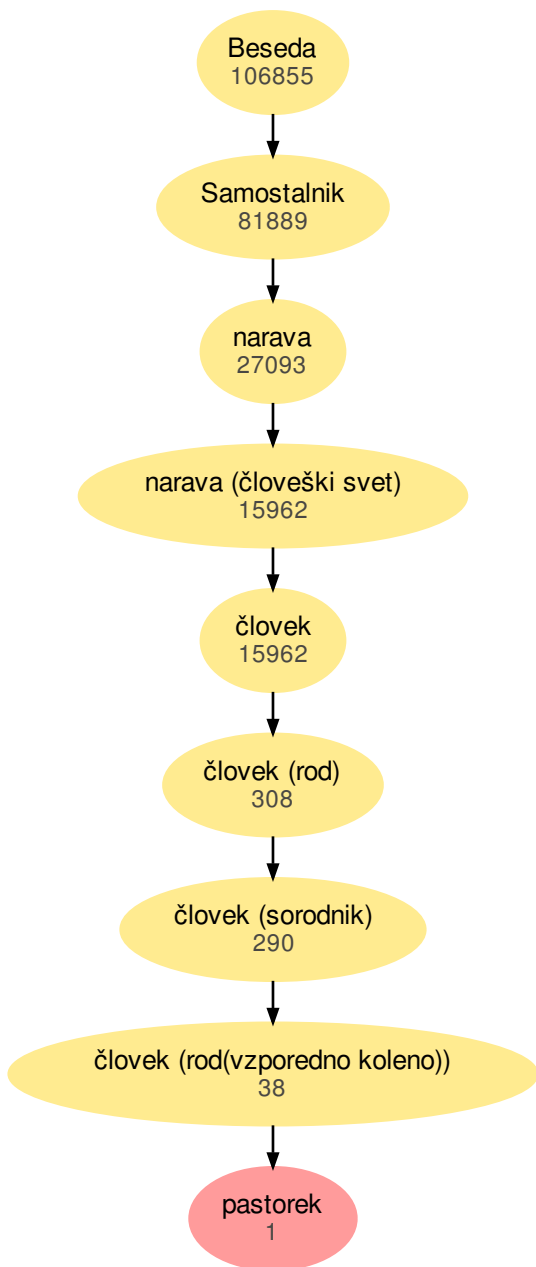 Beseda
106855
Samostalnik
81889
narava
27093
narava (človeški svet)
15962
človek
15962
človek (rod)
308
človek (sorodnik)
290
človek (rod(vzporedno koleno))
38
pastorek
1